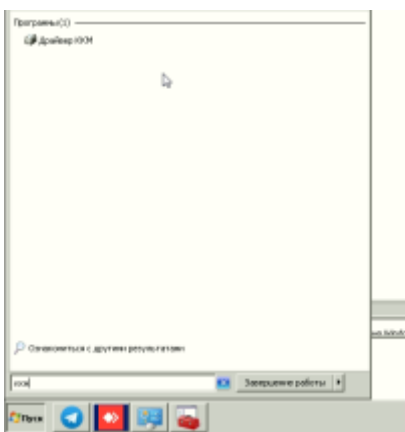 Программы (1)
Драйвер ККМ
Ознакомиться с другими результатами
ккм
Завершение работы
Пуск